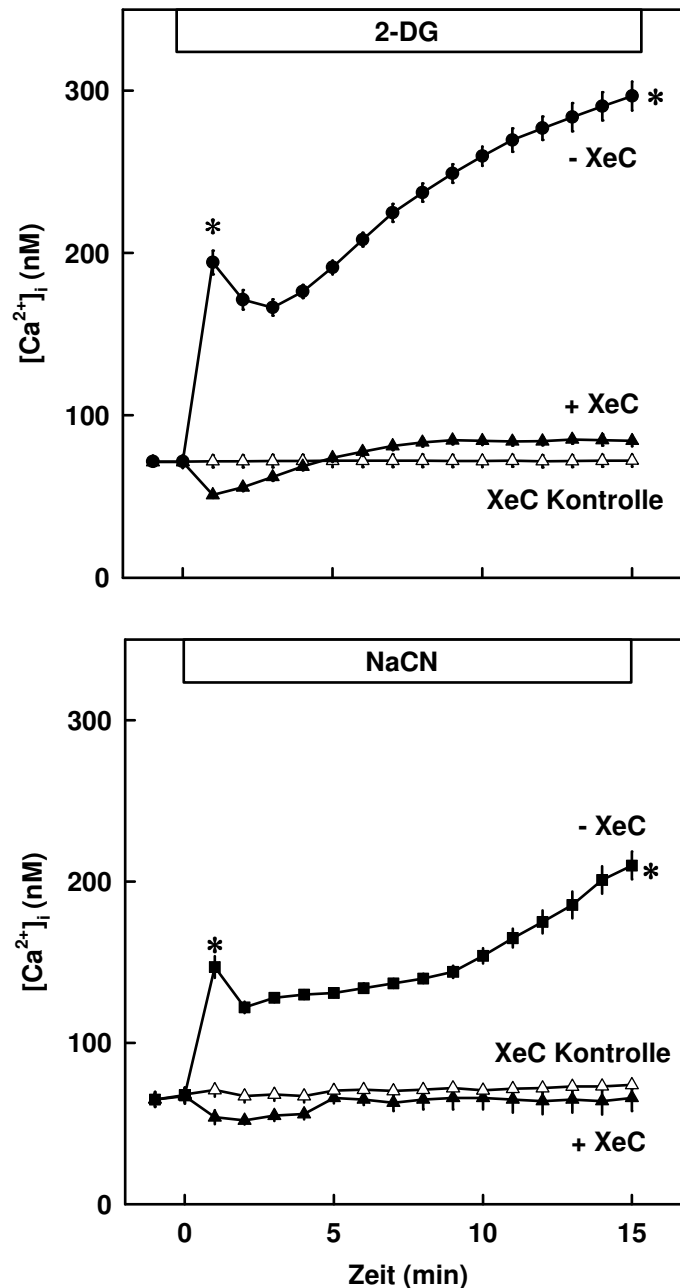 2-DG
300
*
- XeC
*
200
[Ca²⁺]ᵢ (nM)
+ XeC
100
XeC Kontrolle
0
NaCN
300
- XeC
*
200
*
[Ca²⁺]ᵢ (nM)
XeC Kontrolle
100
+ XeC
0
0 5 10 15
Zeit (min)